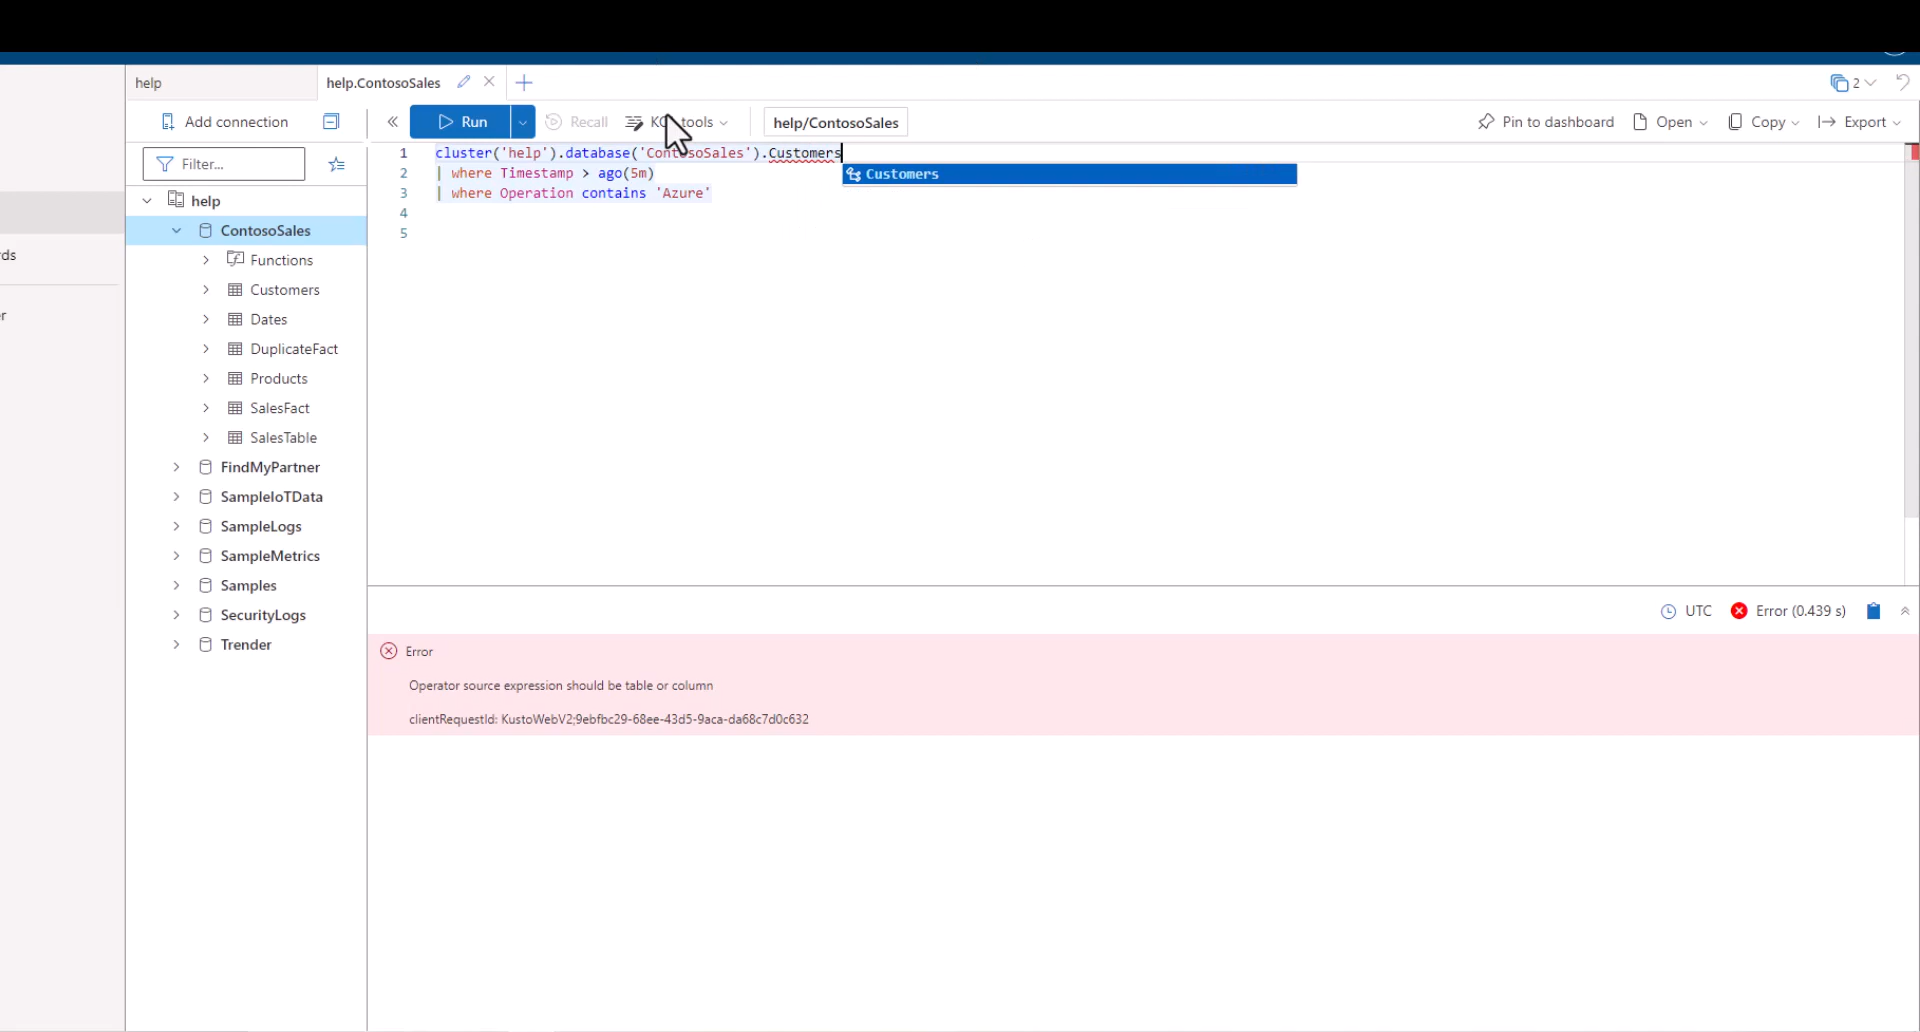 help
help.ContosoSales
2
Add connection
Run
Recall
tools
help/ContosoSales
Pin to dashboard
Open
Copy
Export
Filter...
1 cluster('help').database('ContosoSales').Customers
Customers
2 | where Timestamp > ago(5m)
3 | where Operation contains 'Azure'
4
5
help
ContosoSales
Functions
Customers
Dates
DuplicateFact
Products
SalesFact
SalesTable
FindMyPartner
SampleIoTData
SampleLogs
SampleMetrics
Samples
SecurityLogs
Trender
ds
er
UTC
Error (0.439 s)
Error
Operator source expression should be table or column
clientRequestId: KustoWebV2;9ebfbc29-68ee-43d5-9aca-da68c7d0c632